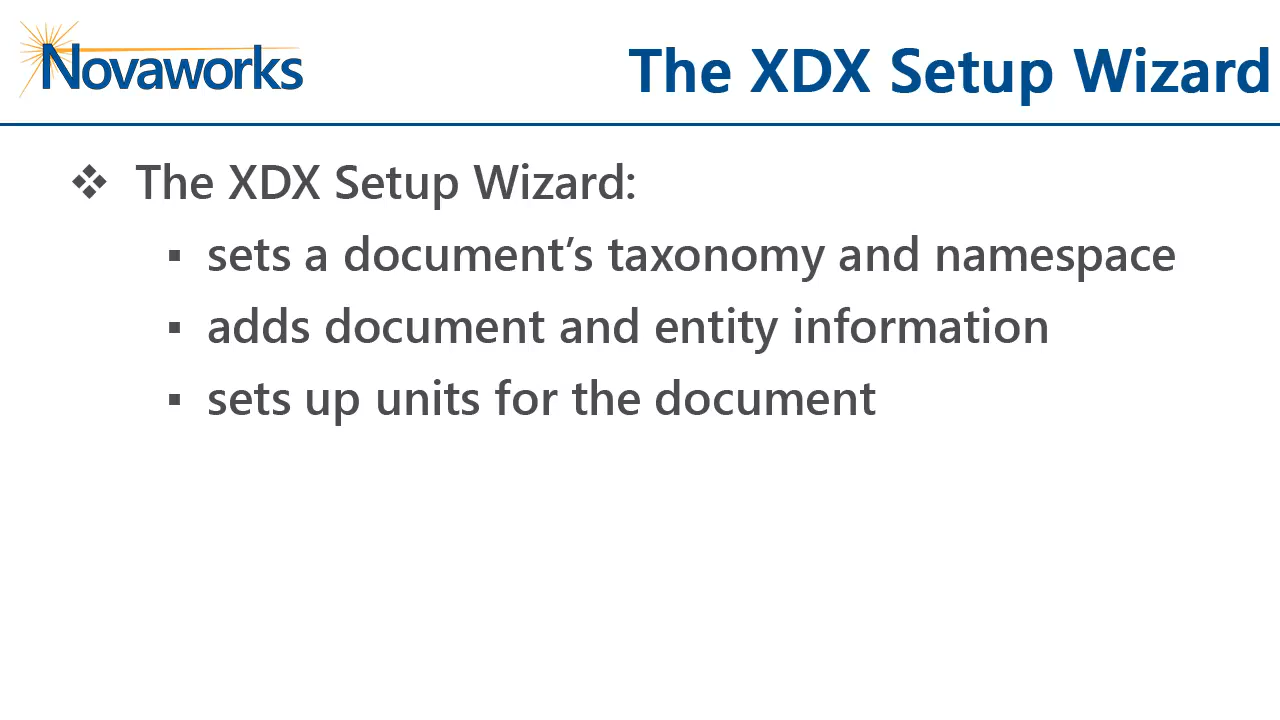 Novaworks
The XDX Setup Wizard
❖ The XDX Setup Wizard:
▪ sets a document’s taxonomy and namespace
▪ adds document and entity information
▪ sets up units for the document